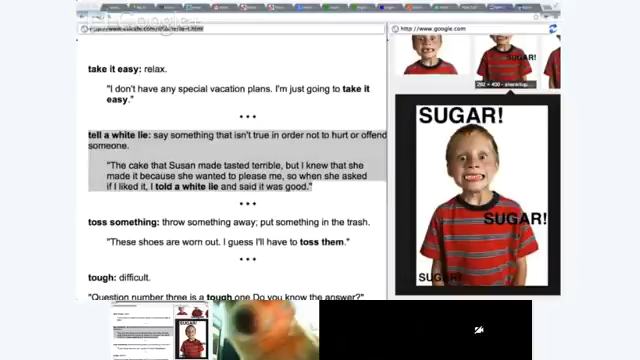 Google+
http://www.google.com
take it easy: relax.
"I don't have any special vacation plans. I'm just going to take it
easy."
• • •
tell a white lie: say something that isn't true in order not to hurt or offend
someone.
"The cake that Susan made tasted terrible, but I knew that she
made it because she wanted to please me, so when she asked
if I liked it, I told a white lie and said it was good."
• • •
toss something: throw something away; put something in the trash.
"These shoes are worn out. I guess I'll have to toss them."
• • •
tough: difficult.
"Question number three is a tough one Do you know the answer?"
SUGAR!
SUGAR!
SUGAR!
SUGAR!
SUGAR!